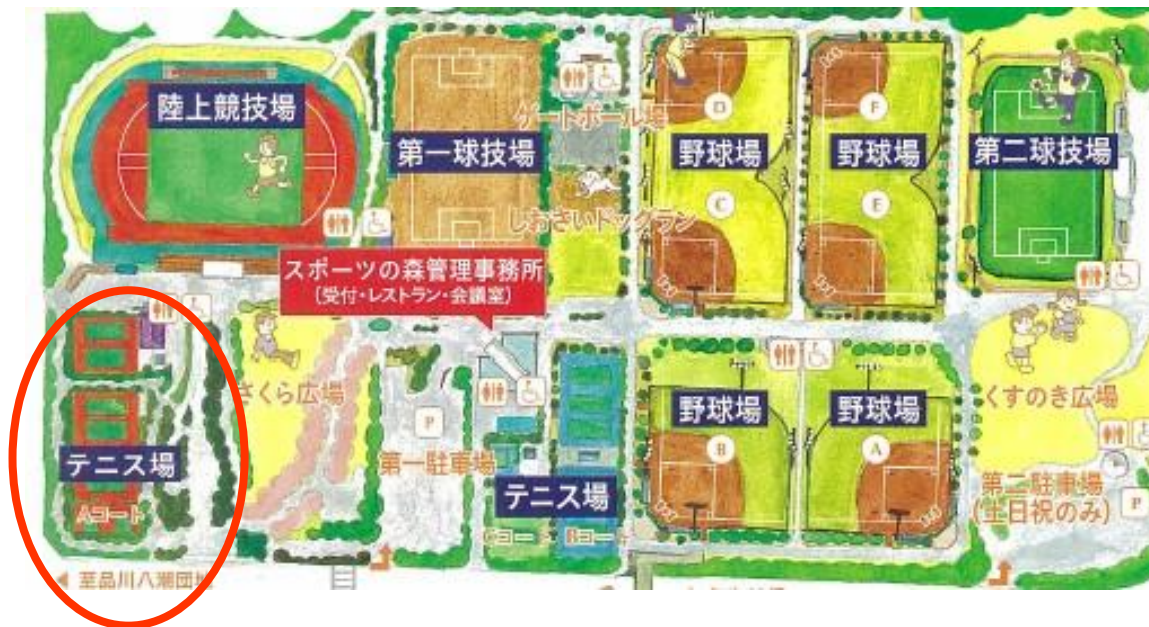 陸上競技場
第一球技場
ゲートボール場
しおさいドッグラン
D
野球場
C
F
野球場
E
第二球技場
スポーツの森管理事務所
(受付・レストラン・会議室)
さくら広場
テニス場
Aコート
P
第一駐車場
テニス場
Cコート
Bコート
野球場
B
野球場
A
くすのき広場
第二駐車場
(土日祝のみ)
P
至品川八潮団地